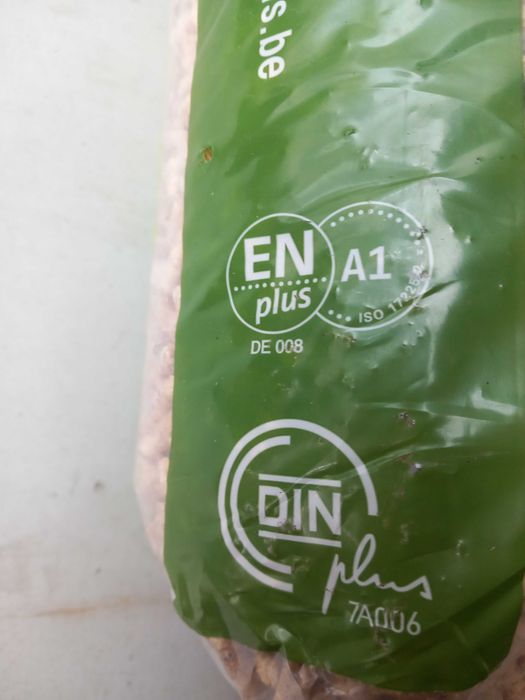 s.be
EN
plus
A1
ISO 17225-2
DE 008
DIN
plus
7A006